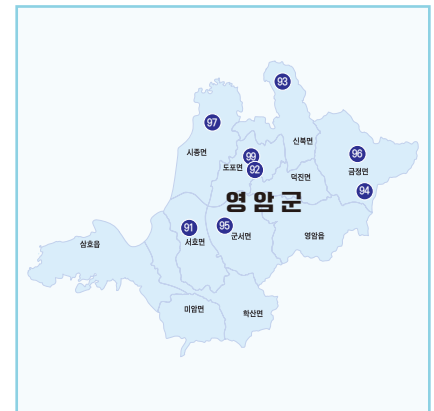 93
97
신북면
시종면
99
96
도포면
92
금정면
덕진면
94
영암군
91
95
삼호읍
서호면
군서면
영암읍
미암면
학산면